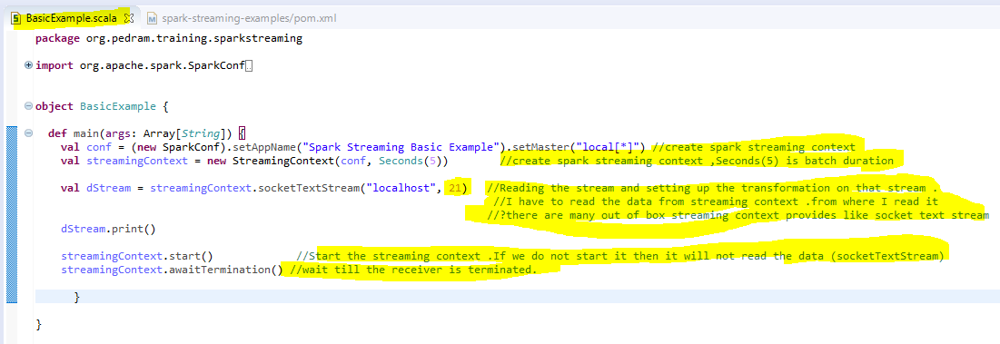 BasicExample.scala spark-streaming-examples/pom.xml
package org.pedram.training.sparkstreaming
import org.apache.spark.SparkConf
object BasicExample {
def main(args: Array[String]) {
val conf = (new SparkConf).setAppName("Spark Streaming Basic Example").setMaster("local[*]") //create spark streaming context
val streamingContext = new StreamingContext(conf, Seconds(5)) //create spark streaming context ,Seconds(5) is batch duration
val dStream = streamingContext.socketTextStream("localhost", 21) //Reading the stream and setting up the transformation on that stream .
//I have to read the data from streaming context .from where I read it
//?there are many out of box streaming context provides like socket text stream
dStream.print()
streamingContext.start() //Start the streaming context .If we do not start it then it will not read the data (socketTextStream)
streamingContext.awaitTermination() //wait till the receiver is terminated.
}
}